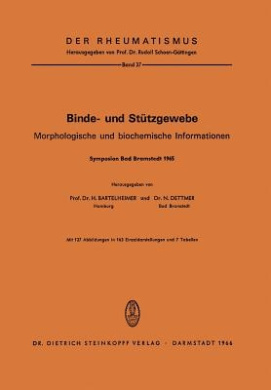 DER RHEUMATISMUS
Herausgegeben von Prof. Dr. Rudolf Schoen-Göttingen
Band 37
Binde- und Stützgewebe
Morphologische und biochemische Informationen
Symposion Bad Bramstedt 1965
Herausgegeben von
Prof. Dr. H. BARTELHEIMER und Dr. N. DETTMER
Hamburg Bad Bramstedt
Mit 127 Abbildungen in 163 Einzeldarstellungen und 7 Tabellen
DR. DIETRICH STEINKOPFF VERLAG · DARMSTADT 1966